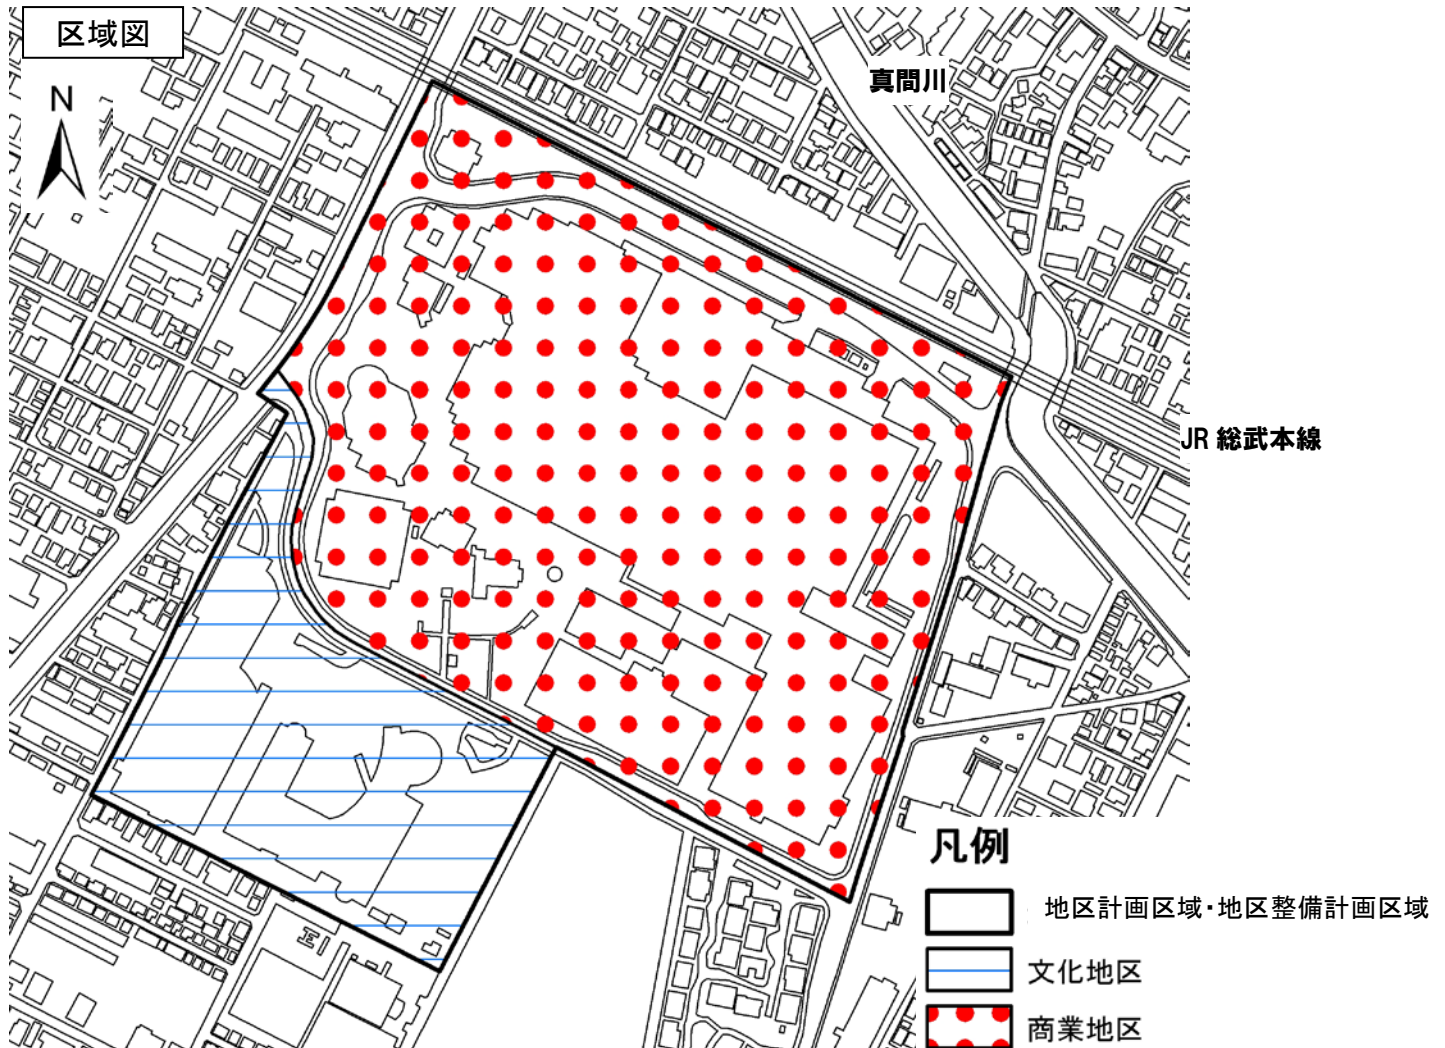 区域図
N
真間川
JR 総武本線
凡例
地区計画区域・地区整備計画区域
文化地区
商業地区